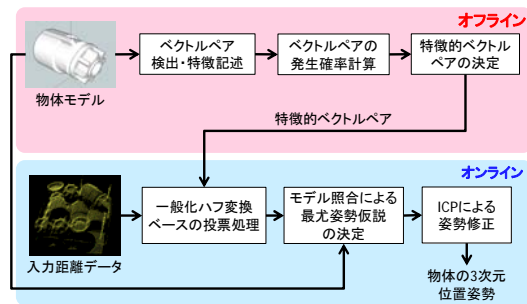 オフライン
ベクトルペア
検出・特徴記述
ベクトルペアの
発生確率計算
特徴的ベクトル
ペアの決定
物体モデル
特徴的ベクトルペア
オンライン
一般化ハフ変換
ベースの投票処理
モデル照合による
最尤姿勢仮説
の決定
ICPによる
姿勢修正
入力距離データ
物体の3次元
位置姿勢